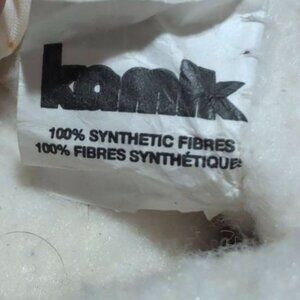 kamik
100% SYNTHETIC FIBRES
100% FIBRES SYNTHÉTIQUES